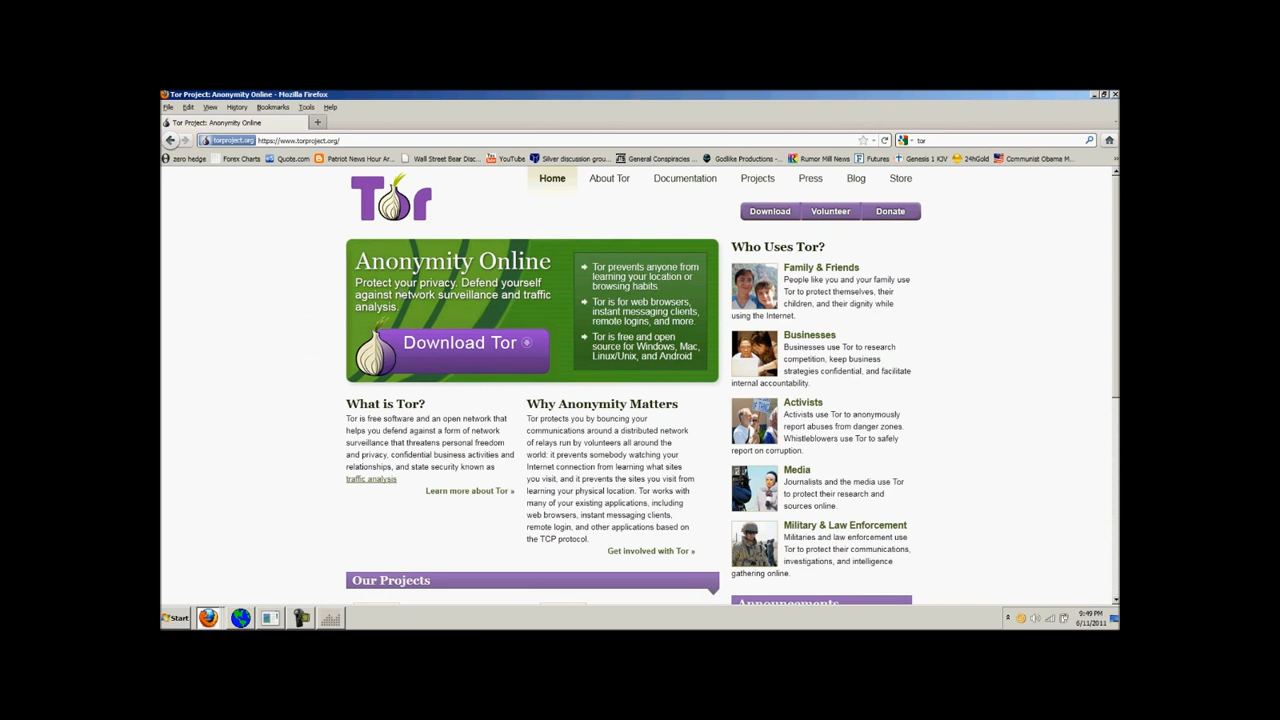 Tor Project: Anonymity Online - Mozilla Firefox
File Edit View History Bookmarks Tools Help
Tor Project: Anonymity Online
torproject.org https://www.torproject.org/
tor
zero hedge Forex Charts Quote.com Patriot News Hour Ar... Wall Street Bear Disc... YouTube Silver discussion grou... General Conspiracies ... Godlike Productions -... Rumor Mill News Futures Genesis 1 KJV 24hGold Communist Obama M...
Tor
Home About Tor Documentation Projects Press Blog Store
Download Volunteer Donate
Anonymity Online
Protect your privacy. Defend yourself
against network surveillance and traffic
analysis.
Download Tor
Tor prevents anyone from
learning your location or
browsing habits.
Tor is for web browsers,
instant messaging clients,
remote logins, and more.
Tor is free and open
source for Windows, Mac,
Linux/Unix, and Android
What is Tor?
Tor is free software and an open network that
helps you defend against a form of network
surveillance that threatens personal freedom
and privacy, confidential business activities and
relationships, and state security known as
traffic analysis
Learn more about Tor »
Why Anonymity Matters
Tor protects you by bouncing your
communications around a distributed network
of relays run by volunteers all around the
world: it prevents somebody watching your
Internet connection from learning what sites
you visit, and it prevents the sites you visit from
learning your physical location. Tor works with
many of your existing applications, including
web browsers, instant messaging clients,
remote login, and other applications based on
the TCP protocol.
Get involved with Tor »
Our Projects
Who Uses Tor?
Family & Friends
People like you and your family use
Tor to protect themselves, their
children, and their dignity while
using the Internet.
Businesses
Businesses use Tor to research
competition, keep business
strategies confidential, and facilitate
internal accountability.
Activists
Activists use Tor to anonymously
report abuses from danger zones.
Whistleblowers use Tor to safely
report on corruption.
Media
Journalists and the media use Tor
to protect their research and
sources online.
Military & Law Enforcement
Militaries and law enforcement use
Tor to protect their communications,
investigations, and intelligence
gathering online.
Announcements
Start
9:49 PM
6/11/2011